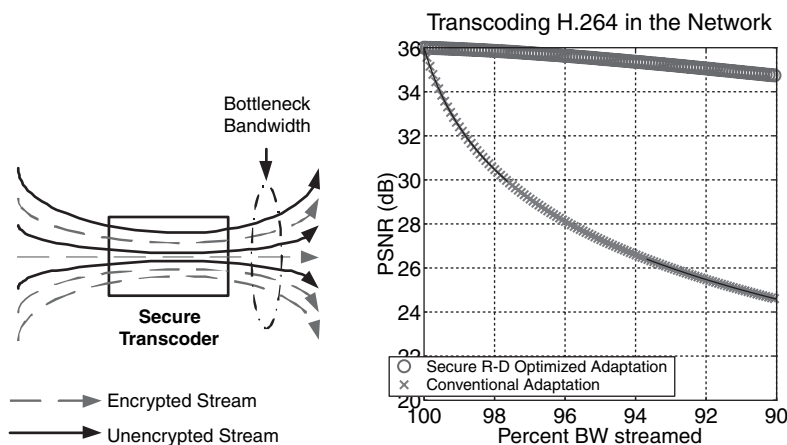 Bottleneck
Bandwidth
Secure
Transcoder
Encrypted Stream
Unencrypted Stream
Transcoding H.264 in the Network
PSNR (dB)
36
34
32
30
28
26
24
22
20
Secure R-D Optimized Adaptation
Conventional Adaptation
100 98 96 94 92 90
Percent BW streamed